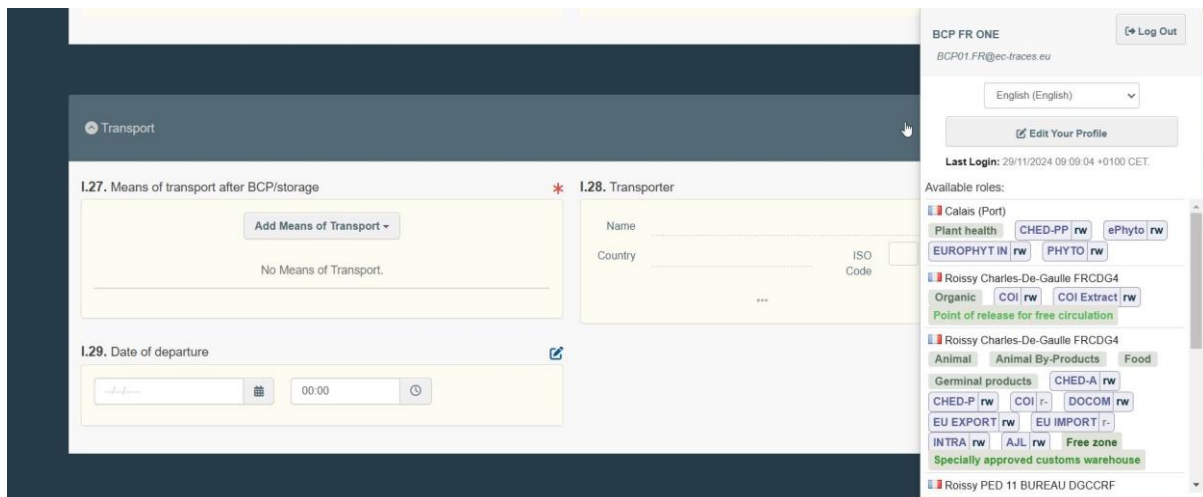 Transport
I.27. Means of transport after BCP/storage
Add Means of Transport
No Means of Transport.
I.28. Transporter
Name
Country
ISO Code
I.29. Date of departure
--/--/----
00:00
BCP FR ONE
Log Out
BCP01.FR@ec-traces.eu
English (English)
Edit Your Profile
Last Login: 29/11/2024 09:09:04 +0100 CET.
Available roles:
Calais (Port)
Plant health CHED-PP rw ePhyto rw
EUROPHYT IN rw PHYTO rw
Roissy Charles-De-Gaulle FRCDG4
Organic COI rw COI Extract rw
Point of release for free circulation
Roissy Charles-De-Gaulle FRCDG4
Animal Animal By-Products Food
Germinal products CHED-A rw
CHED-P rw COI r- DOCOM rw
EU EXPORT rw EU IMPORT r-
INTRA rw AJL rw Free zone
Specially approved customs warehouse
Roissy PED 11 BUREAU DGCCRF